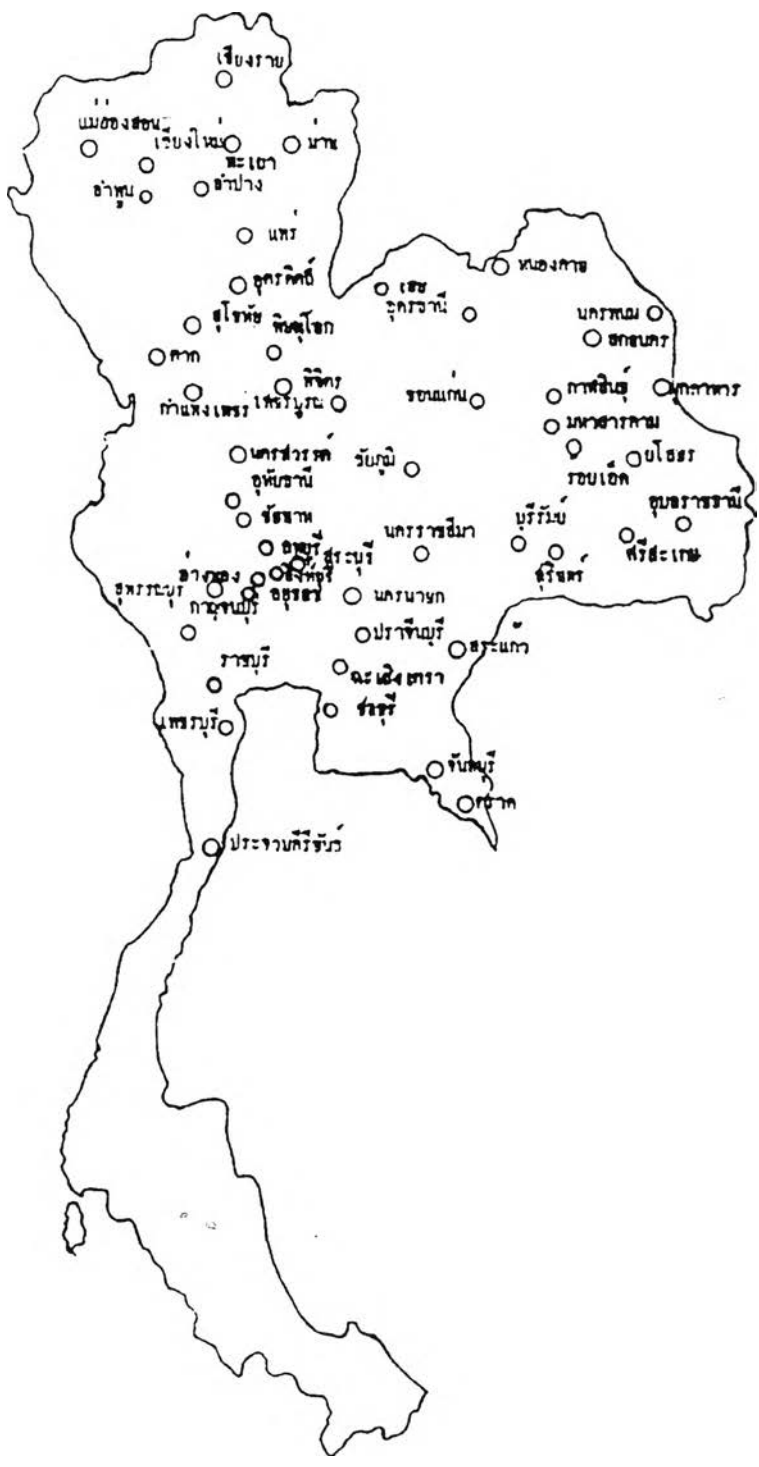 เชียงราย
แม่ฮ่องสอน
เชียงใหม่
น่าน
พะเยา
ลำพูน
ลำปาง
แพร่
อุตรดิตถ์
เลย
หนองคาย
สุโขทัย
อุดรธานี
นครพนม
พิษณุโลก
สกลนคร
ตาก
พิจิตร
กำแพงเพชร
เพชรบูรณ์
ขอนแก่น
กาฬสินธุ์
มุกดาหาร
มหาสารคาม
นครสวรรค์
ชัยภูมิ
ร้อยเอ็ด
ยโสธร
อุทัยธานี
ชัยนาท
อุบลราชธานี
นครราชสีมา
บุรีรัมย์
ศรีสะเกษ
ลพบุรี
สระบุรี
สุรินทร์
อ่างทอง
สิงห์บุรี
สุพรรณบุรี
อยุธยา
นครนายก
กาญจนบุรี
ปราจีนบุรี
สระแก้ว
ราชบุรี
ฉะเชิงเทรา
ชลบุรี
เพชรบุรี
จันทบุรี
ตราด
ประจวบคีรีขันธ์